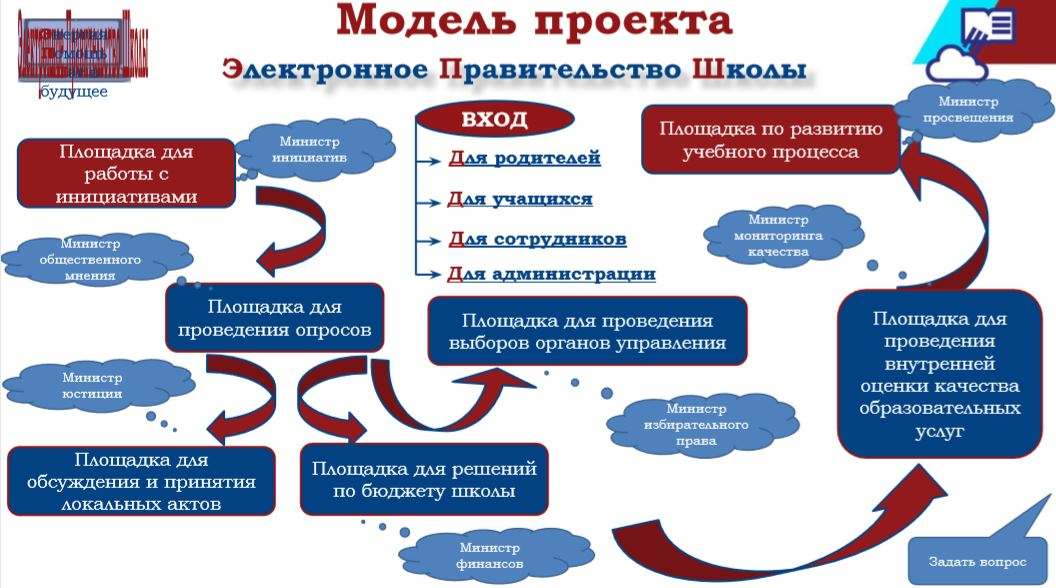 Модель проекта
Электронное Правительство Школы
будущее
ВХОД
Для родителей
Для учащихся
Для сотрудников
Для администрации
Площадка для
работы с
инициативами
Министр
инициатив
Площадка по развитию
учебного процесса
Министр
просвещения
Министр
общественного
мнения
Министр
мониторинга
качества
Площадка для
проведения опросов
Площадка для проведения
выборов органов управления
Площадка для
проведения
внутренней
оценки качества
образовательных
услуг
Министр
юстиции
Министр
избирательного
права
Площадка для
обсуждения и принятия
локальных актов
Площадка для решений
по бюджету школы
Министр
финансов
Задать вопрос